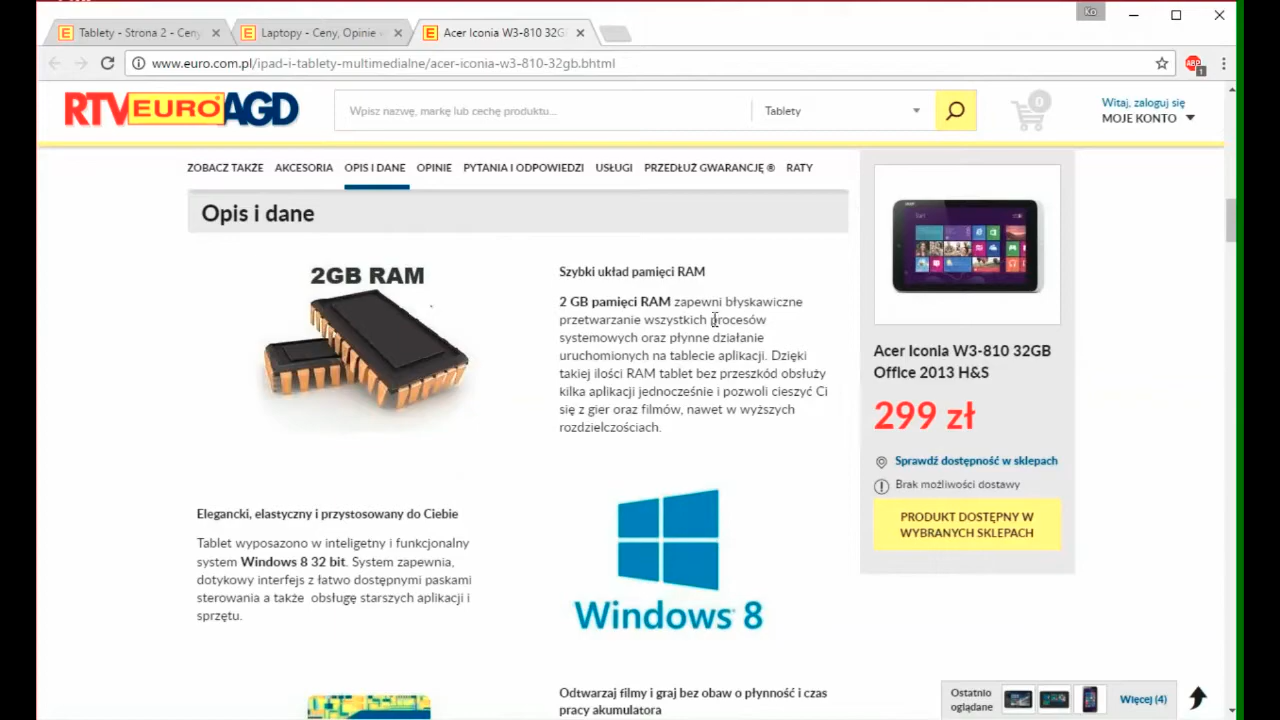 Ko
Tablety - Strona 2 - Ceny
Laptopy - Ceny, Opinie
Acer Iconia W3-810 32G
www.euro.com.pl/ipad-i-tablety-multimedialne/acer-iconia-w3-810-32gb.bhtml
ABP
1
RTV EURO AGD
Wpisz nazwę, markę lub cechę produktu...
Tablety
0
Witaj, zaloguj się
MOJE KONTO
ZOBACZ TAKŻE
AKCESORIA
OPIS I DANE
OPINIE
PYTANIA I ODPOWIEDZI
USŁUGI
PRZEDŁUŻ GWARANCJĘ ®
RATY
Opis i dane
2GB RAM
Szybki układ pamięci RAM
2 GB pamięci RAM zapewni błyskawiczne
przetwarzanie wszystkich procesów
systemowych oraz płynne działanie
uruchomionych na tablecie aplikacji. Dzięki
takiej ilości RAM tablet bez przeszkód obsłuży
kilka aplikacji jednocześnie i pozwoli cieszyć Ci
się z gier oraz filmów, nawet w wyższych
rozdzielczościach.
Elegancki, elastyczny i przystosowany do Ciebie
Tablet wyposazono w inteligetny i funkcjonalny
system Windows 8 32 bit. System zapewnia,
dotykowy interfejs z łatwo dostępnymi paskami
sterowania a także obsługę starszych aplikacji i
sprzętu.
Windows 8
Odtwarzaj filmy i graj bez obaw o płynność i czas
pracy akumulatora
Start
Acer Iconia W3-810 32GB
Office 2013 H&S
299 zł
Sprawdź dostępność w sklepach
Brak możliwości dostawy
PRODUKT DOSTĘPNY W
WYBRANYCH SKLEPACH
Ostatnio
oglądane
Więcej (4)